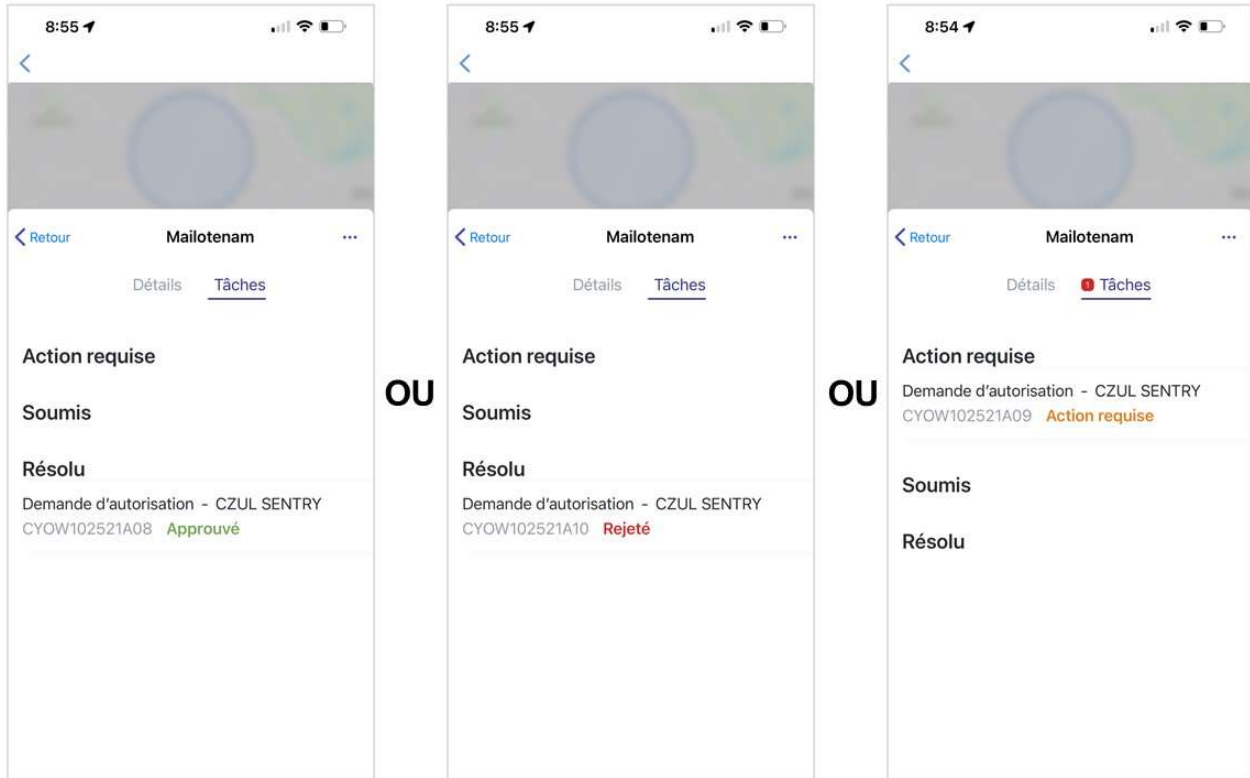 8:55
Retour
Mailotenam
...
Détails
Tâches
Action requise
Soumis
Résolu
Demande d'autorisation - CZUL SENTRY
CYOW102521A08 Approuvé
OU
8:55
Retour
Mailotenam
...
Détails
Tâches
Action requise
Soumis
Résolu
Demande d'autorisation - CZUL SENTRY
CYOW102521A10 Rejeté
OU
8:54
Retour
Mailotenam
...
Détails
1 Tâches
Action requise
Demande d'autorisation - CZUL SENTRY
CYOW102521A09 Action requise
Soumis
Résolu